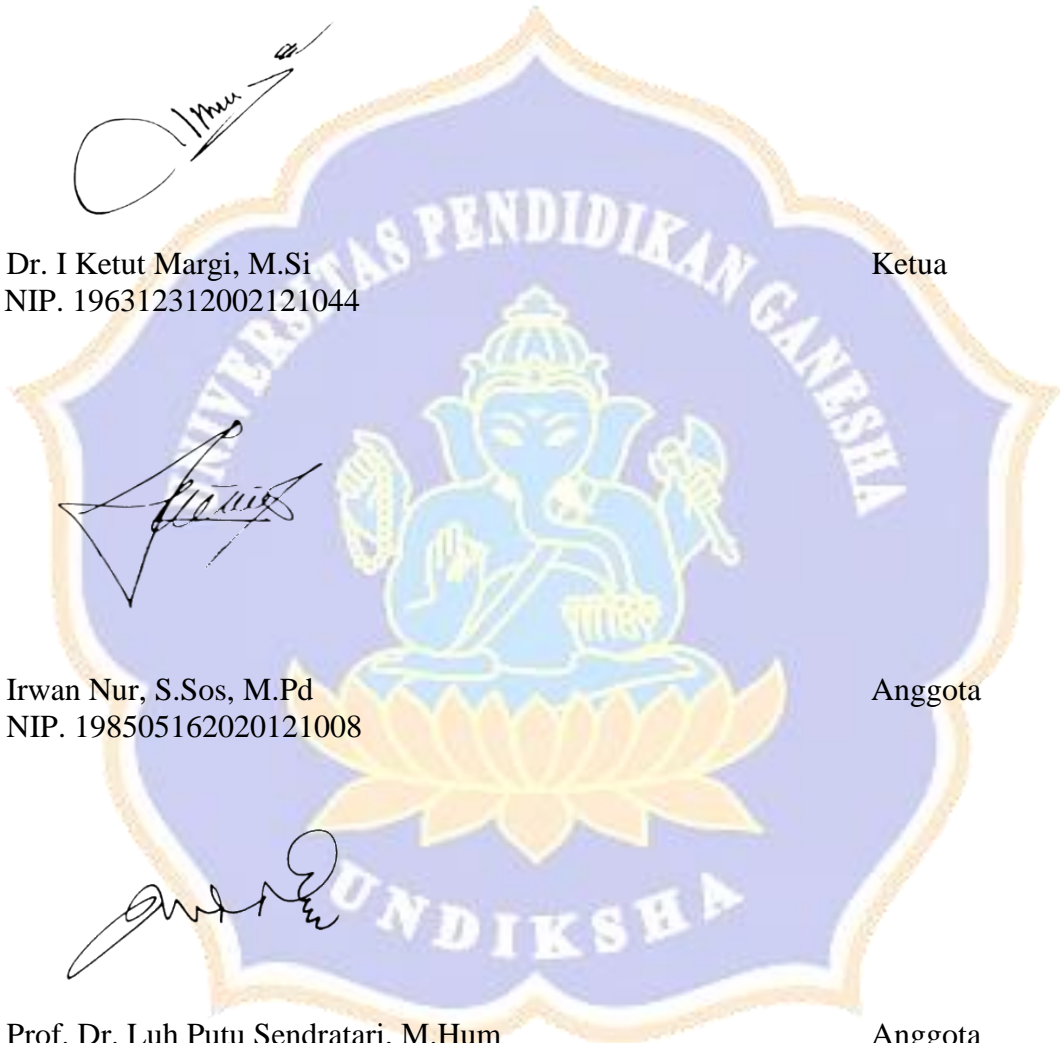 Dr. I Ketut Margi, M.Si Ketua
NIP. 196312312002121044
UNIVERSITAS PENDIDIKAN GANESHA
Irwan Nur, S.Sos, M.Pd Anggota
NIP. 198505162020121008
UNDIKSHA
Prof. Dr. Luh Putu Sendratari, M.Hum Anggota